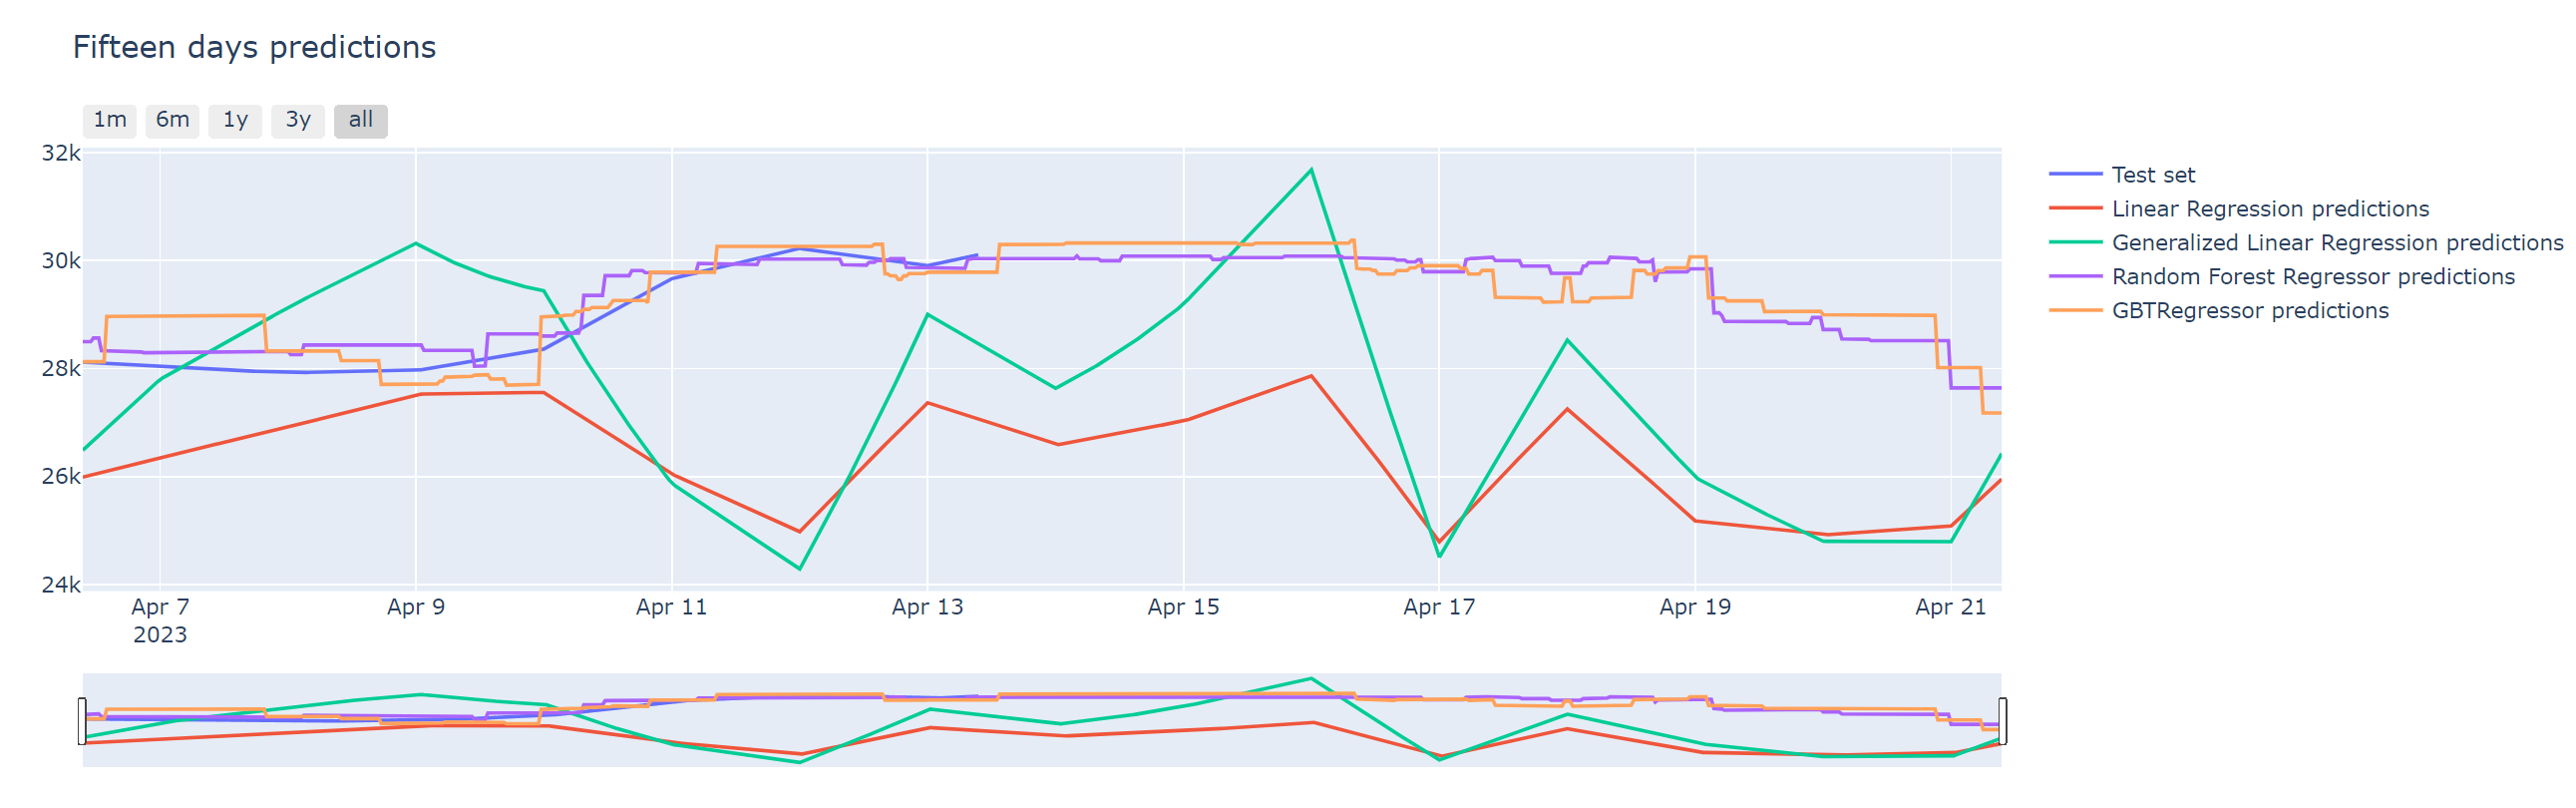 Fifteen days predictions
1m 6m 1y 3y all
32k
30k
28k
26k
24k
Apr 7 Apr 9 Apr 11 Apr 13 Apr 15 Apr 17 Apr 19 Apr 21
2023
Test set
Linear Regression predictions
Generalized Linear Regression predictions
Random Forest Regressor predictions
GBTRegressor predictions